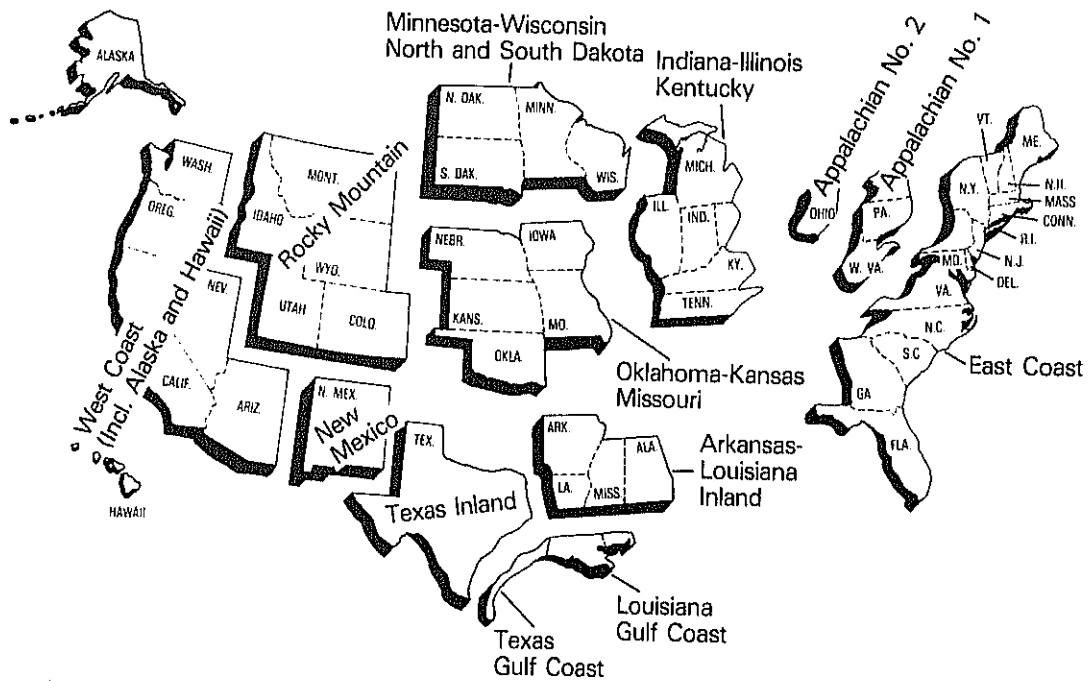 Minnesota-Wisconsin
North and South Dakota
Indiana-Illinois
Kentucky
Appalachian No. 2
Appalachian No. 1
ALASKA
WASH.
OREG.
NEV.
CALIF.
ARIZ.
West Coast
(Incl. Alaska and Hawaii)
HAWAII
MONT.
IDAHO
WYO.
UTAH
COLO.
Rocky Mountain
N. MEX.
New
Mexico
N. DAK.
MINN.
S. DAK.
WIS.
NEBR.
IOWA
KANS.
MO.
OKLA.
Oklahoma-Kansas
Missouri
MICH.
ILL.
IND.
KY.
TENN.
OHIO
PA.
W. VA.
VT.
ME.
N.Y.
N.H.
MASS
CONN.
R.I.
N.J.
MD.
DEL.
VA.
N.C.
S.C
GA
FLA.
East Coast
TEX.
Texas Inland
ARK.
LA.
MISS
ALA.
Arkansas-
Louisiana
Inland
Louisiana
Gulf Coast
Texas
Gulf Coast